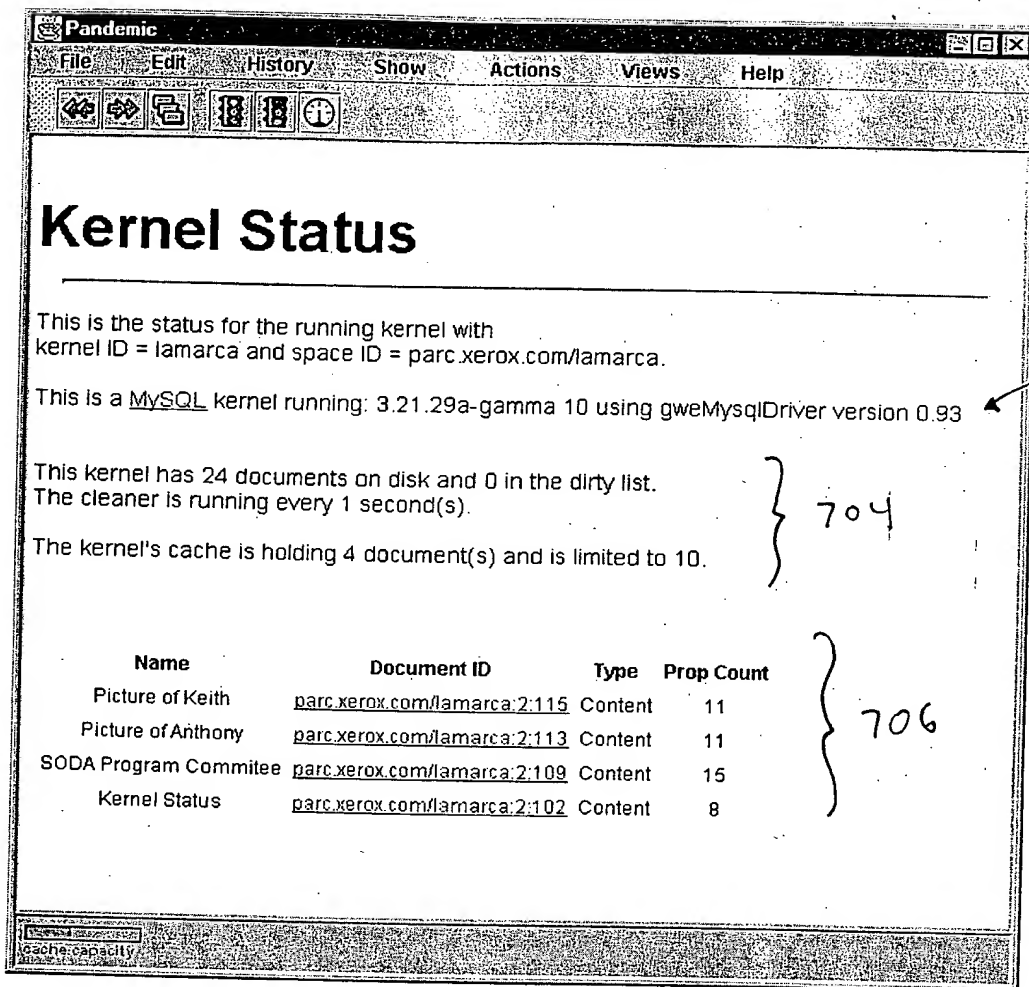 Pandemic
File Edit History Show Actions Views Help
Kernel Status
This is the status for the running kernel with
kernel ID = lamarca and space ID = parc.xerox.com/lamarca.
This is a MySQL kernel running: 3.21.29a-gamma 10 using gweMysqlDriver version 0.93
This kernel has 24 documents on disk and 0 in the dirty list.
The cleaner is running every 1 second(s).
704
The kernel's cache is holding 4 document(s) and is limited to 10.
Name Document ID Type Prop Count
Picture of Keith parc.xerox.com/lamarca:2:115 Content 11
Picture of Anthony parc.xerox.com/lamarca:2:113 Content 11
706
SODA Program Commitee parc.xerox.com/lamarca:2:109 Content 15
Kernel Status parc.xerox.com/lamarca:2:102 Content 8
cache capacity